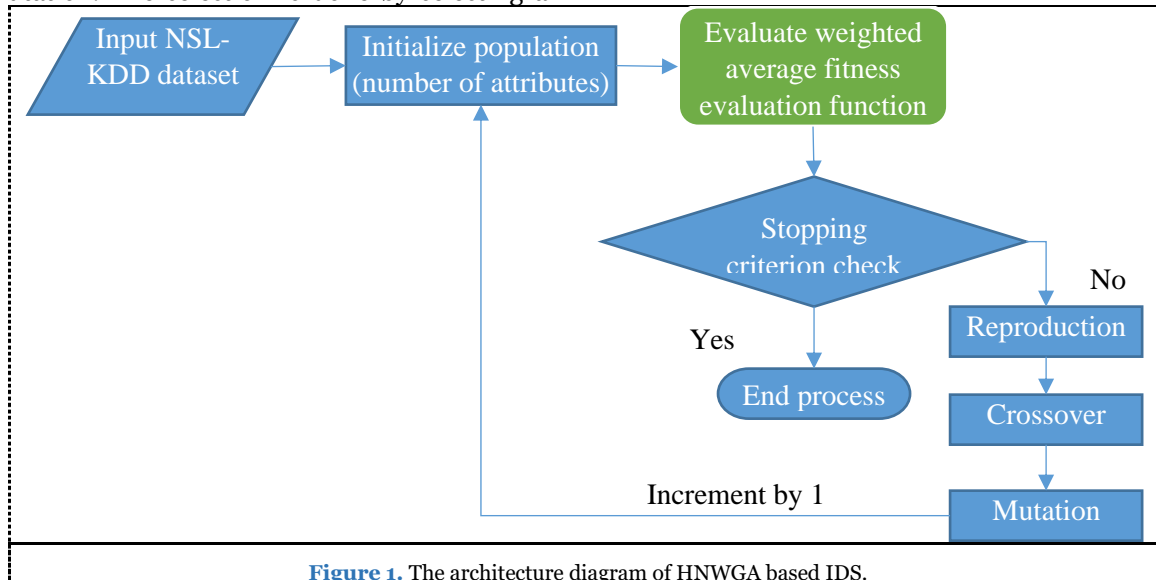 Input NSL-
KDD dataset
Initialize population
(number of attributes)
Evaluate weighted
average fitness
evaluation function
Stopping
criterion check
No
Yes
Reproduction
End process
Crossover
Increment by 1
Mutation
Figure 1. The architecture diagram of HNWGA based IDS.